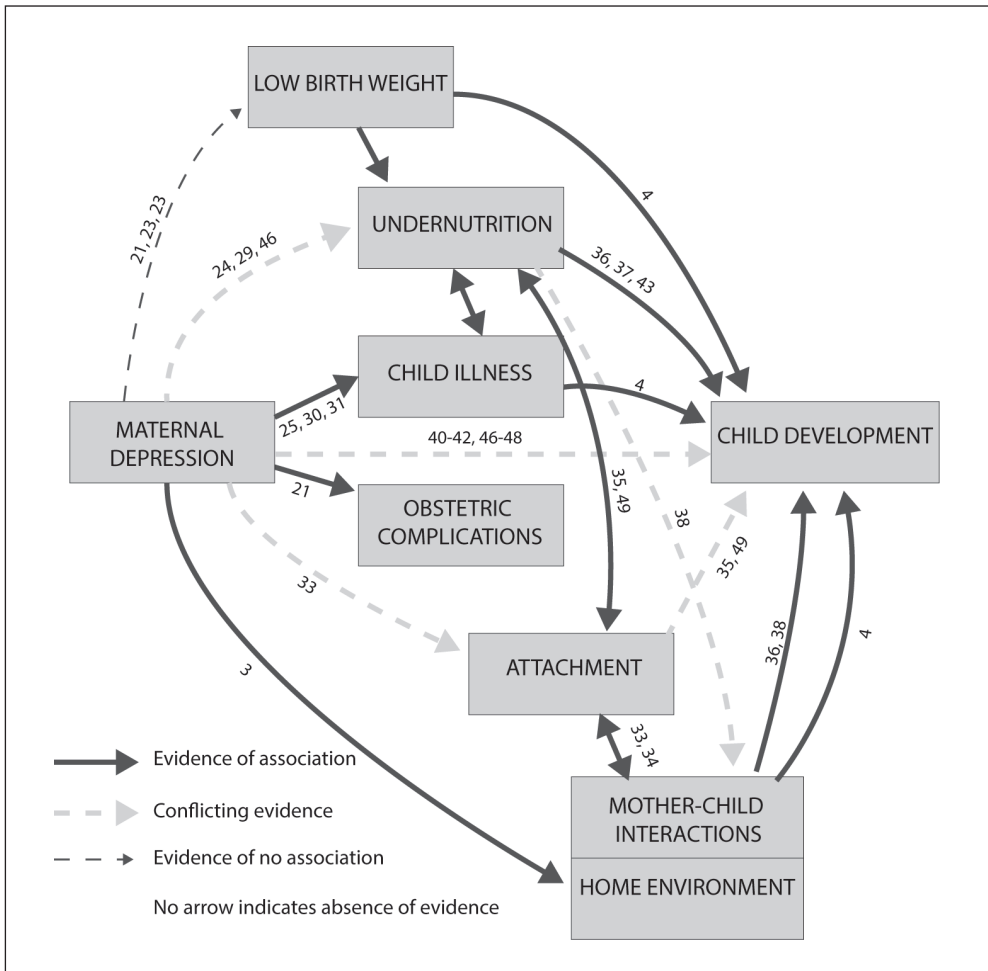 LOW BIRTH WEIGHT
4
21, 23, 23
UNDERNUTRITION
24, 29, 46
36, 37, 43
CHILD ILLNESS
4
25, 30, 31
MATERNAL
DEPRESSION
40-42, 46-48
CHILD DEVELOPMENT
21
OBSTETRIC
COMPLICATIONS
35, 49
38
35, 49
33
ATTACHMENT
36, 38
4
3
33, 34
Evidence of association
MOTHER-CHILD
INTERACTIONS
Conflicting evidence
Evidence of no association
HOME ENVIRONMENT
No arrow indicates absence of evidence